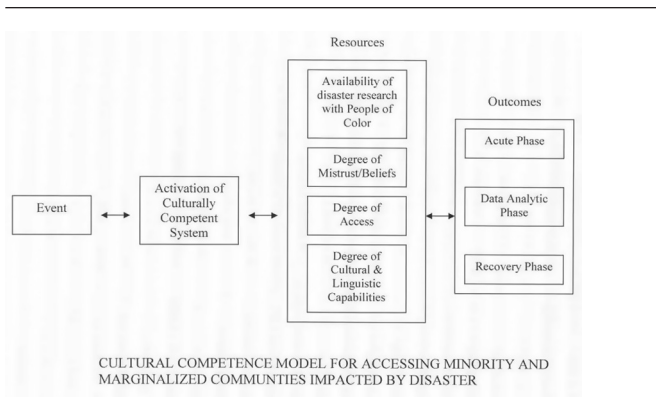 Resources
Availability of
disaster research
with People of
Color
Degree of
Mistrust/Beliefs
Degree of
Access
Degree of
Cultural &
Linguistic
Capabilities
Outcomes
Acute Phase
Data Analytic
Phase
Recovery Phase
Event
Activation of
Culturally
Competent
System
CULTURAL COMPETENCE MODEL FOR ACCESSING MINORITY AND
MARGINALIZED COMMUNTIES IMPACTED BY DISASTER